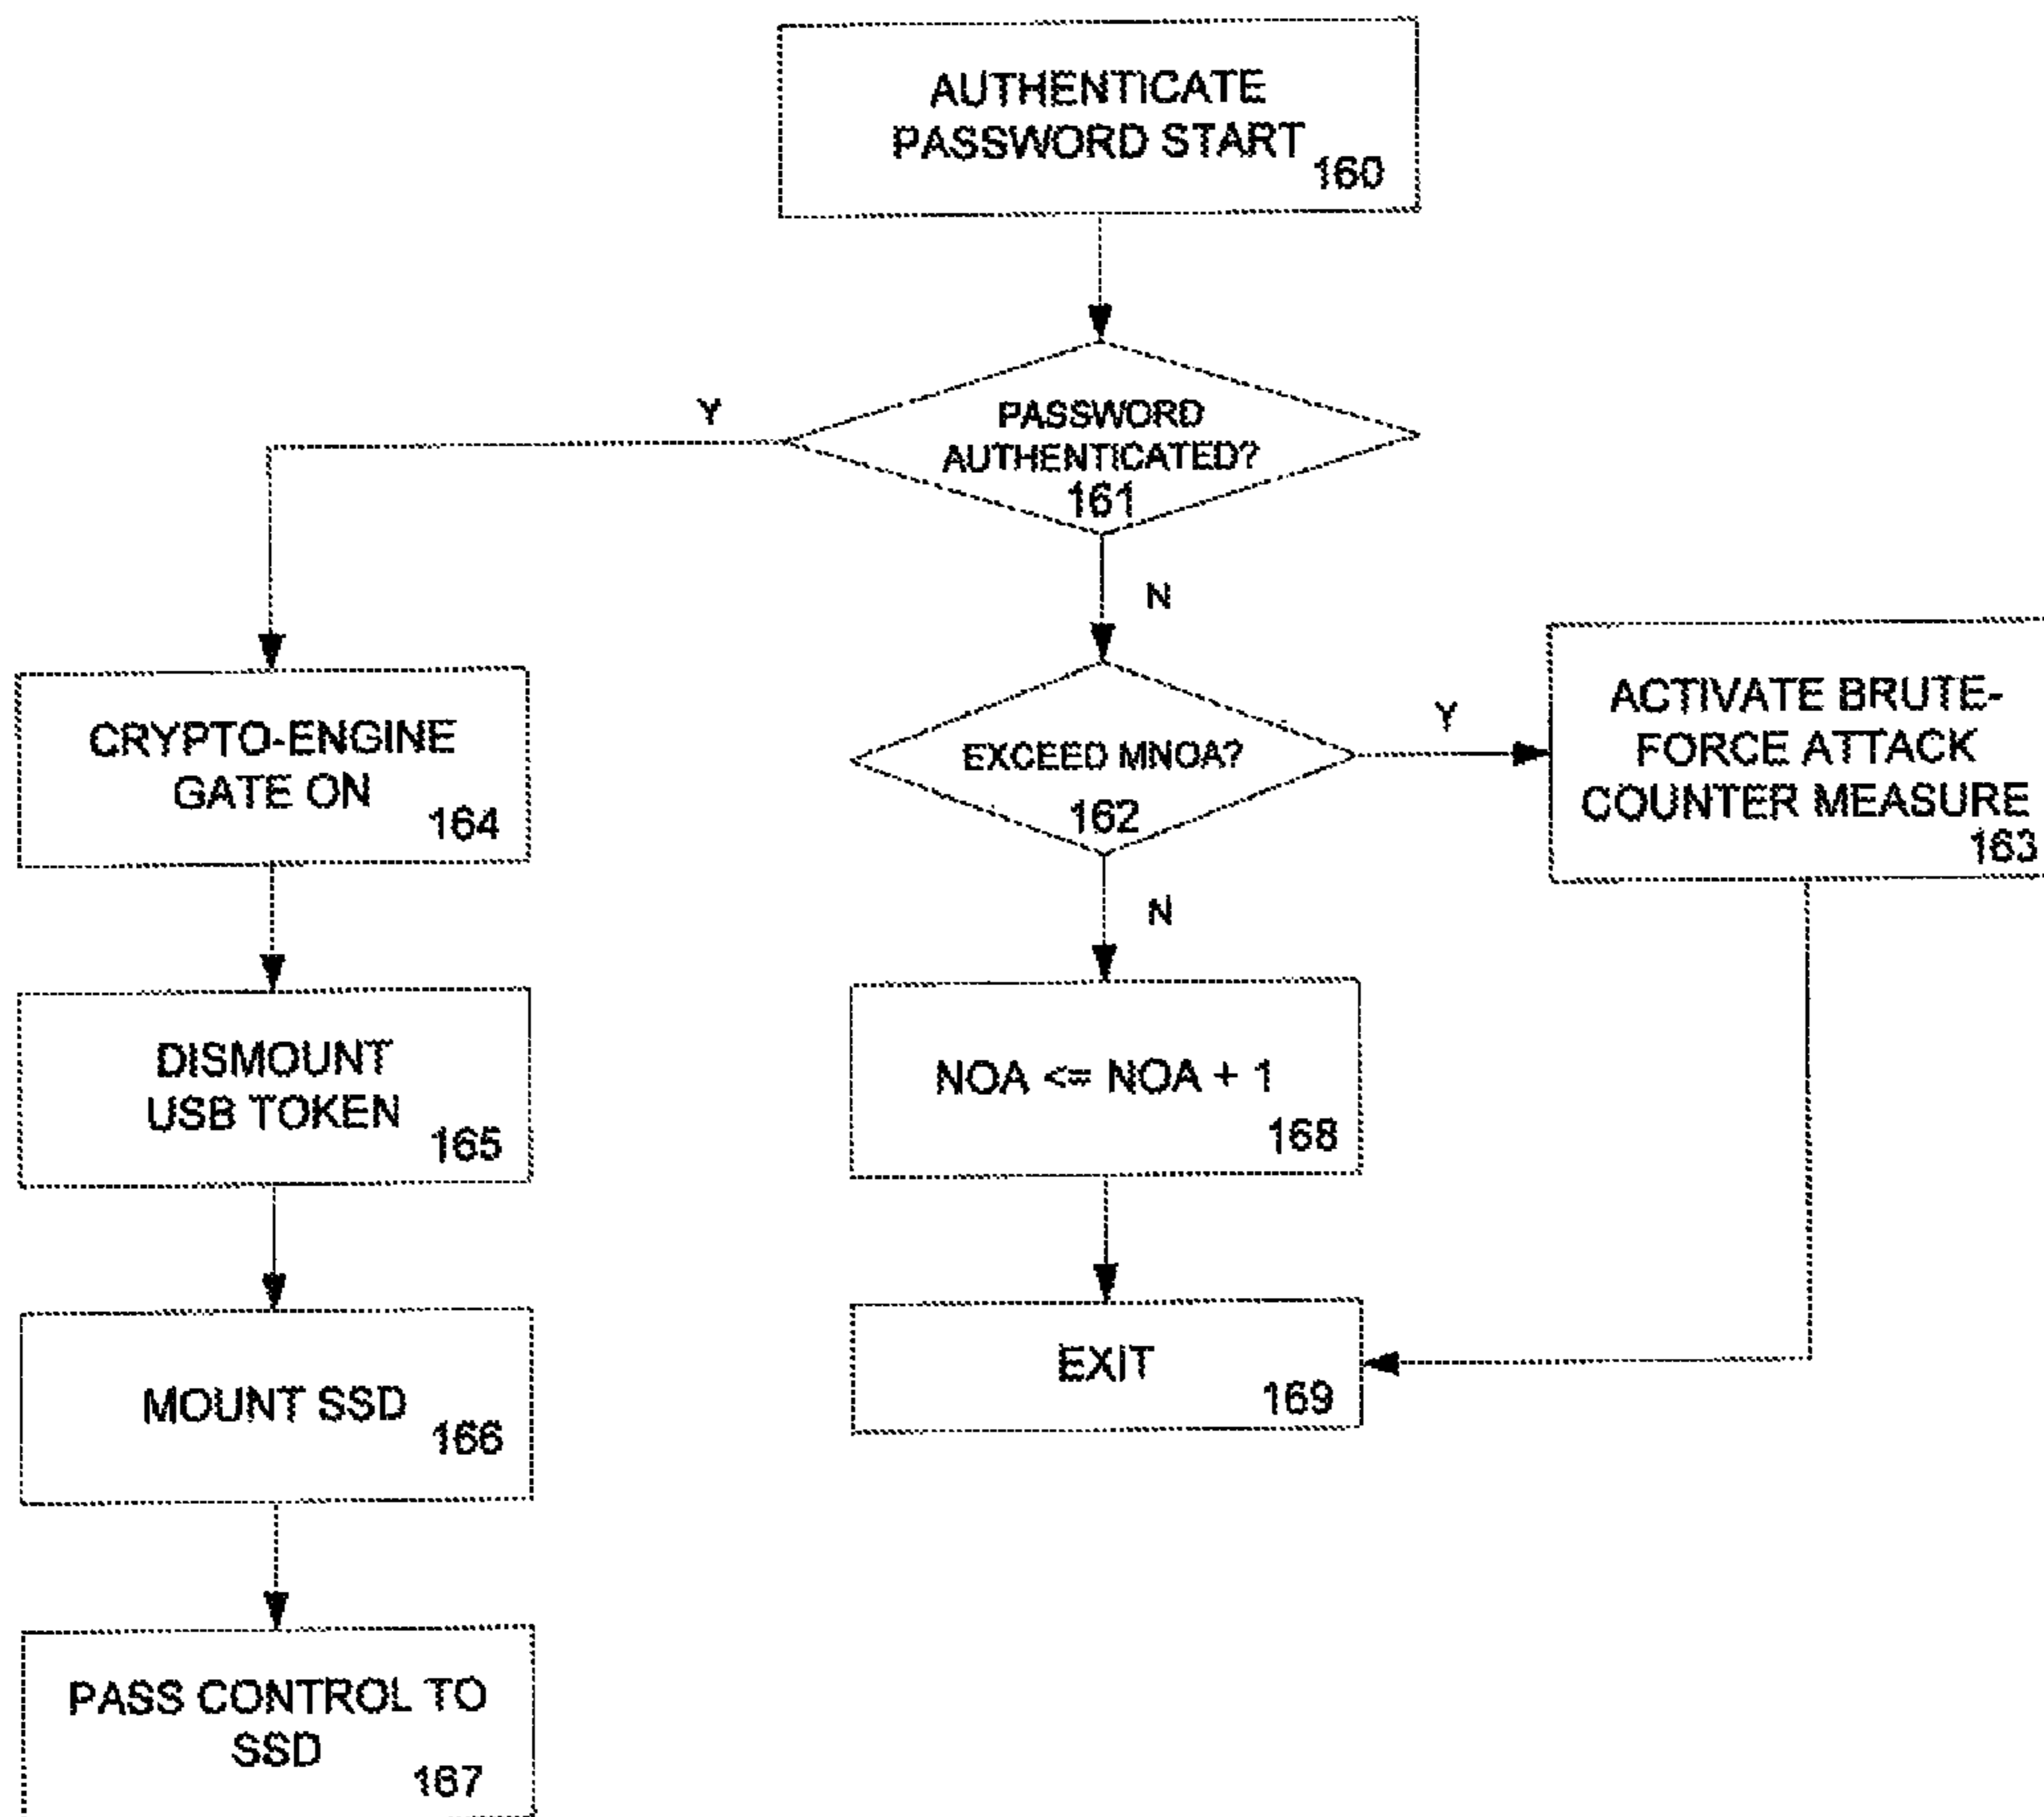 AUTHENTICATE
PASSWORD START
160
PASSWORD
AUTHENTICATED?
161
Y
N
CRYPTO-ENGINE
GATE ON
164
EXCEED MNOA?
162
Y
N
ACTIVATE BRUTE-
FORCE ATTACK
COUNTER MEASURE
163
DISMOUNT
USB TOKEN
165
NOA <= NOA + 1
168
MOUNT SSD
166
EXIT
169
PASS CONTROL TO
SSD
167